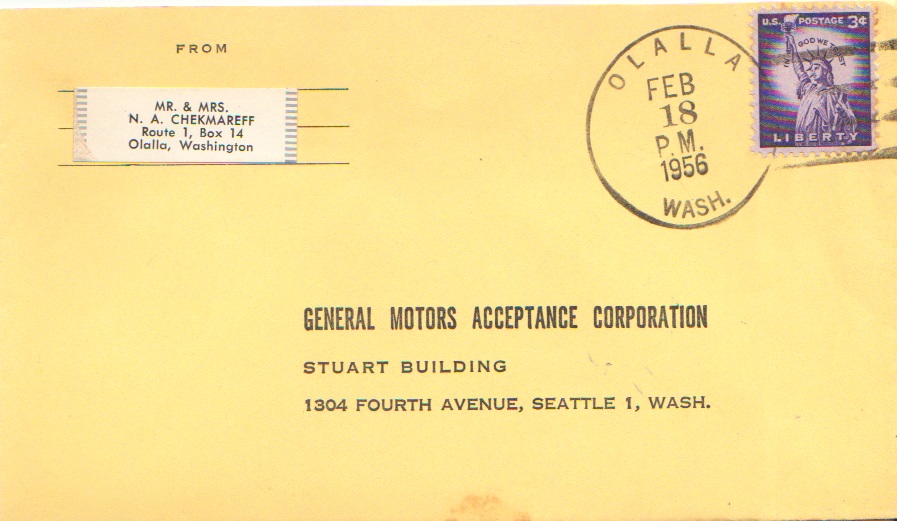 FROM
MR. & MRS.
N. A. CHEKMAREFF
Route 1, Box 14
Olalla, Washington
OLALLA
FEB
18
P.M.
1956
WASH.
U.S. POSTAGE 3¢
IN GOD WE TRUST
LIBERTY
GENERAL MOTORS ACCEPTANCE CORPORATION
STUART BUILDING
1304 FOURTH AVENUE, SEATTLE 1, WASH.